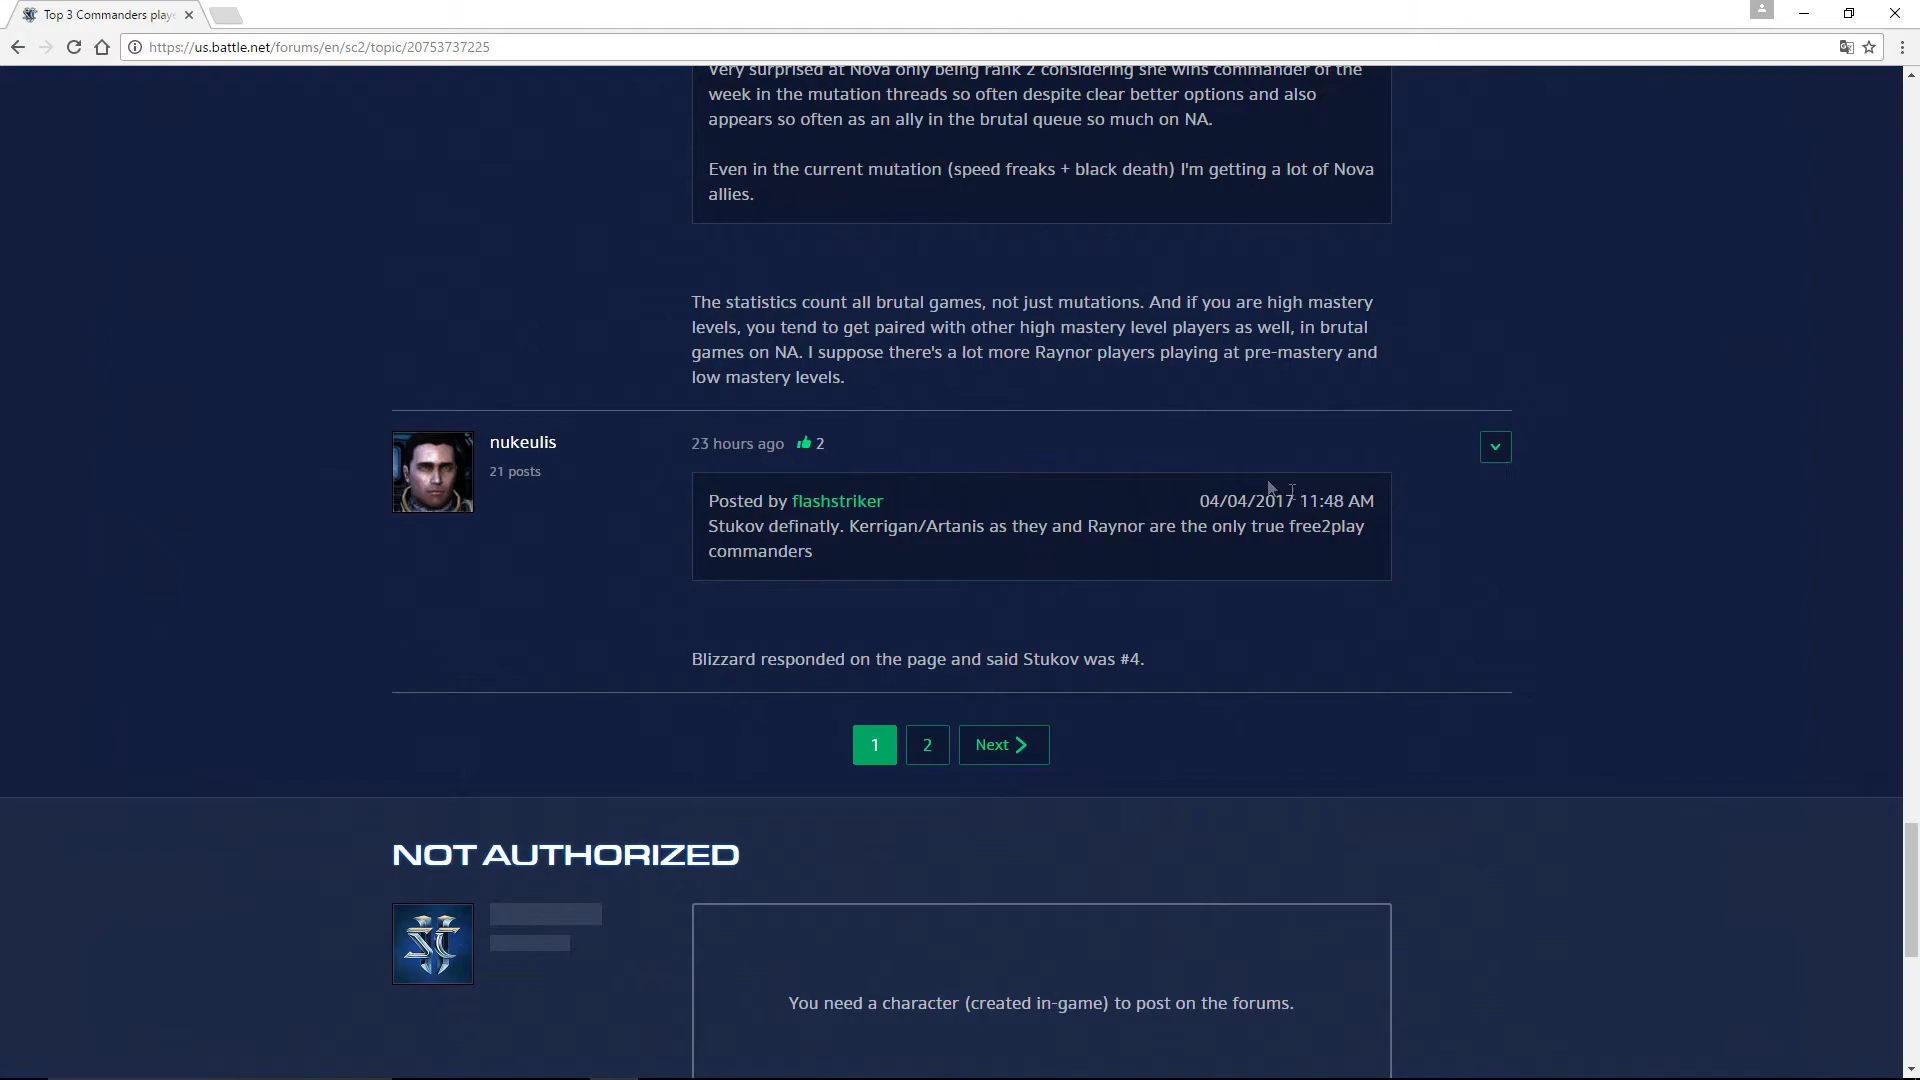 Top 3 Commanders play
https://us.battle.net/forums/en/sc2/topic/20753737225
Very surprised at Nova only being rank 2 considering she wins commander of the
week in the mutation threads so often despite clear better options and also
appears so often as an ally in the brutal queue so much on NA.
Even in the current mutation (speed freaks + black death) I'm getting a lot of Nova
allies.
The statistics count all brutal games, not just mutations. And if you are high mastery
levels, you tend to get paired with other high mastery level players as well, in brutal
games on NA. I suppose there's a lot more Raynor players playing at pre-mastery and
low mastery levels.
nukeulis
21 posts
23 hours ago 2
Posted by flashstriker 04/04/2017 11:48 AM
Stukov definatly. Kerrigan/Artanis as they and Raynor are the only true free2play
commanders
Blizzard responded on the page and said Stukov was #4.
1 2 Next
NOT AUTHORIZED
You need a character (created in-game) to post on the forums.